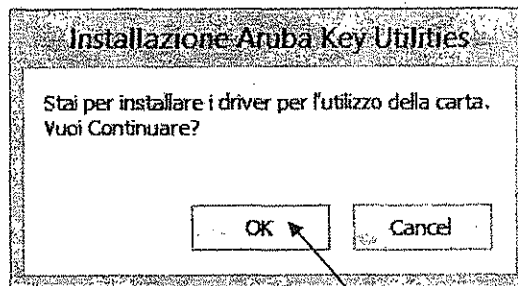 Installazione Aruba Key Utilities
Stai per installare i driver per l'utilizzo della carta.
Vuoi Continuare?
OK
Cancel